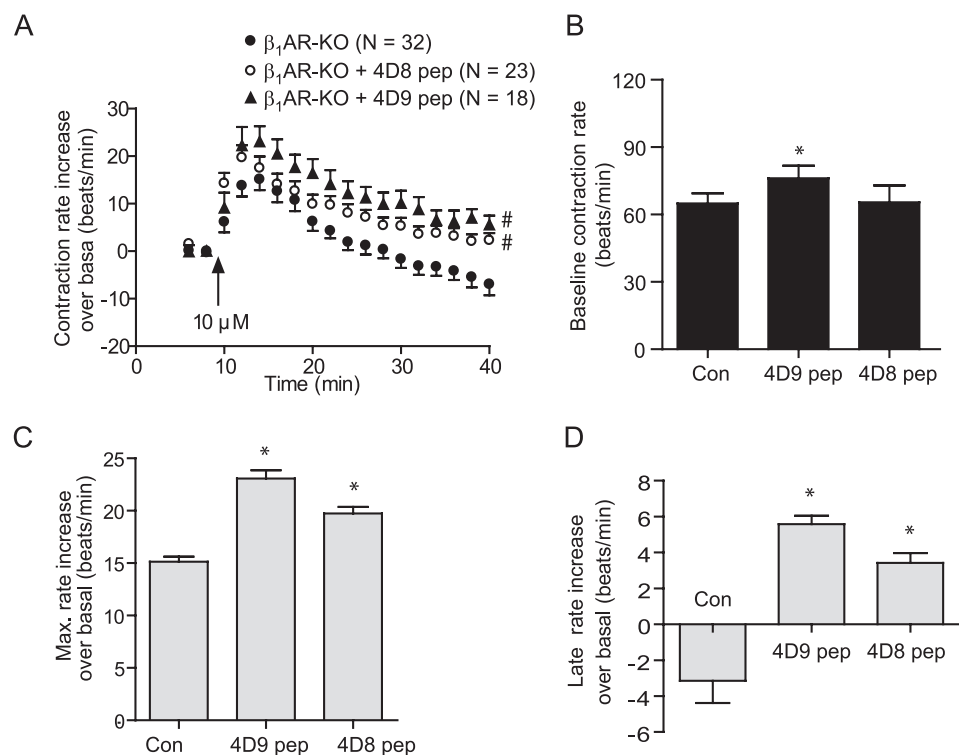 A
● β₁AR-KO (N = 32)
○ β₁AR-KO + 4D8 pep (N = 23)
▲ β₁AR-KO + 4D9 pep (N = 18)
Contraction rate increase
over basa (beats/min)
30
20
10
0
-10
-20
#
#
10 µM
0
10
20
30
40
Time (min)
B
Baseline contraction rate
(beats/min)
120
90
60
30
0
*
Con
4D9 pep
4D8 pep
C
Max. rate increase
over basal (beats/min)
25
20
15
10
5
0
*
*
Con
4D9 pep
4D8 pep
D
Late rate increase
over basal (beats/min)
8
6
4
2
0
-2
-4
-6
*
*
Con
4D9 pep
4D8 pep